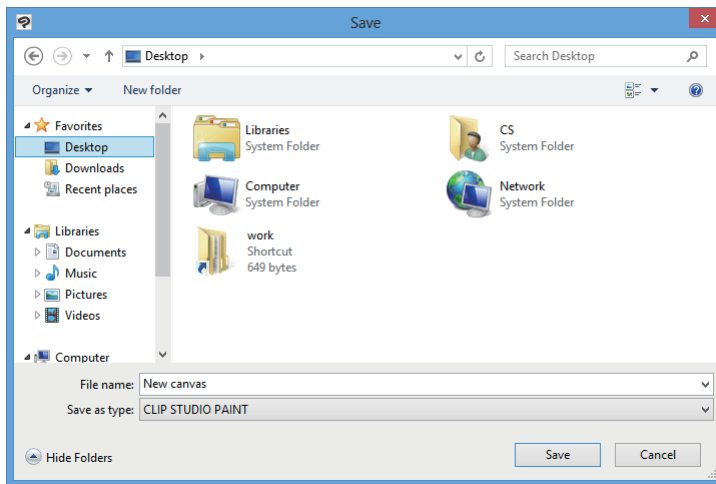 Save
Desktop
Search Desktop
Organize
New folder
Favorites
Desktop
Downloads
Recent places
Libraries
Documents
Music
Pictures
Videos
Computer
Libraries
System Folder
CS
System Folder
Computer
System Folder
Network
System Folder
work
Shortcut
649 bytes
File name: New canvas
Save as type: CLIP STUDIO PAINT
Hide Folders
Save
Cancel